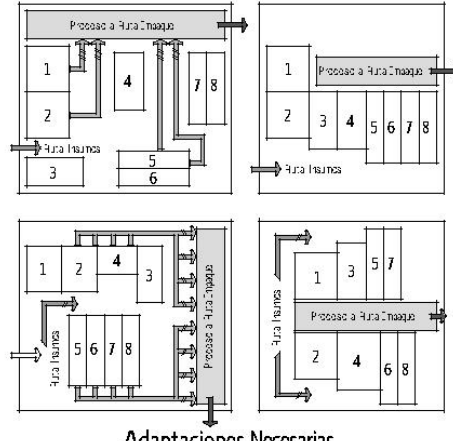 Proceso a Ruta Empaque
1
2
3
4
5
6
7 8
Ruta Insumos
Proceso a Ruta Empaque
1
2
3 4 5 6 7 8
Ruta Insumos
1 2 4 3
5 6 7 8
Ruta Insumos
Proceso a Ruta Empaque
1 3 5 7
Proceso a Ruta Empaque
2 4 6 8
Ruta Insumos
Adaptaciones Necesarias